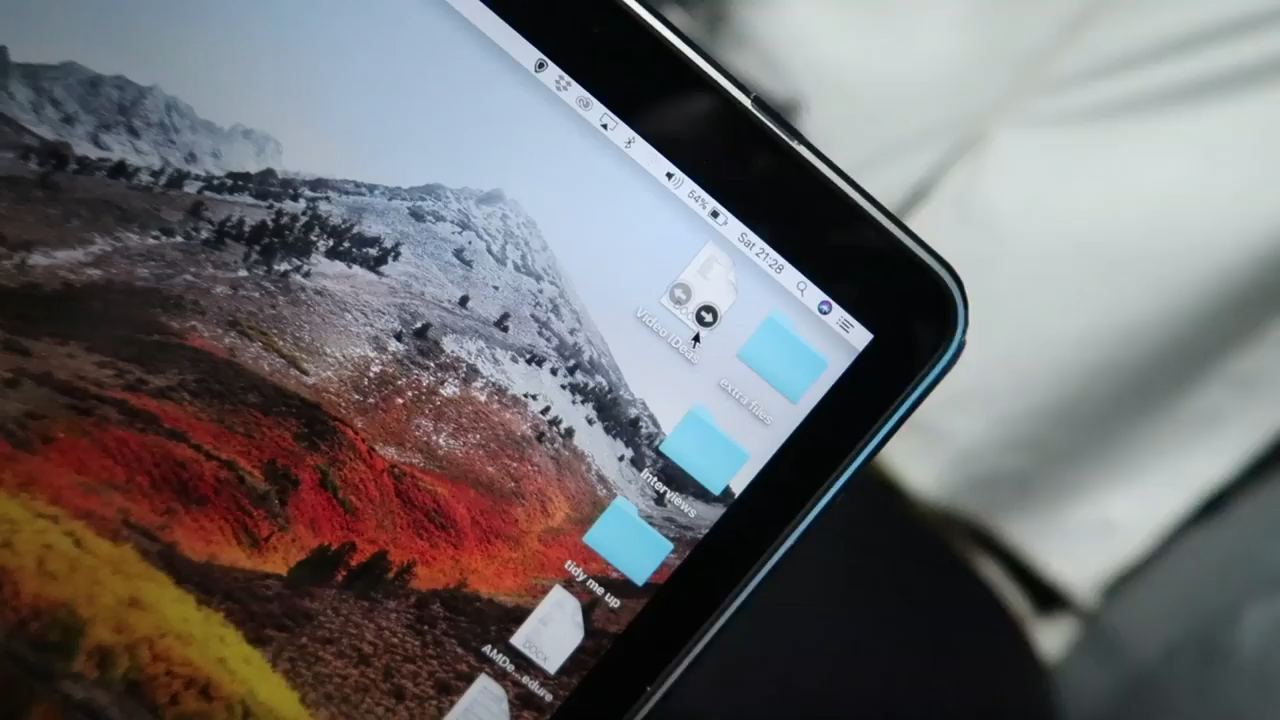 54%
Sat 21:28
Video IDeas
extra files
Interviews
tidy me up
DOCX
AMDe...edure